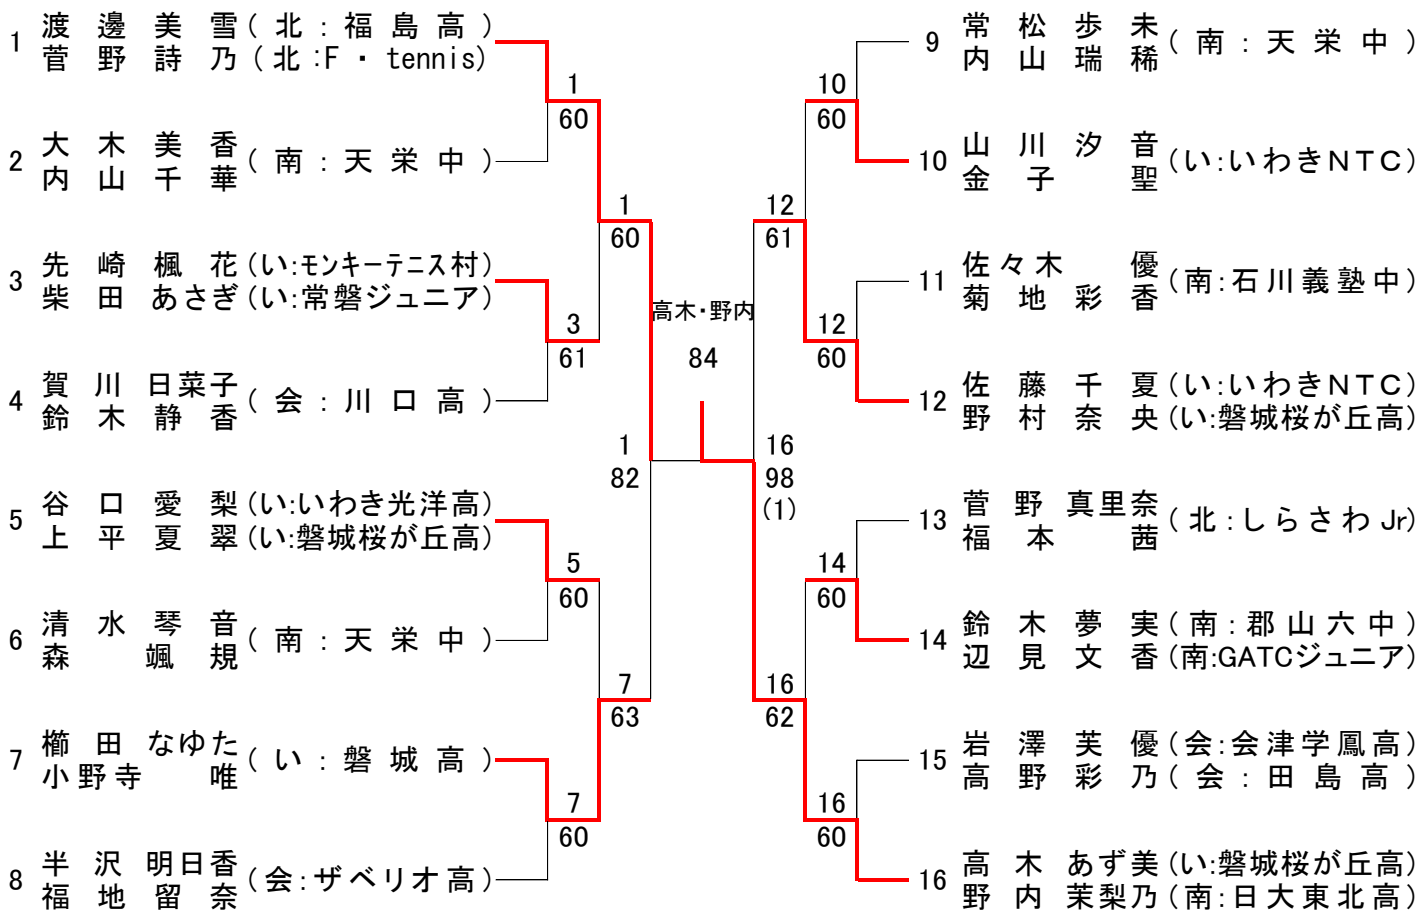 1 渡邊美雪(北：福島高)
菅野詩乃(北：F・tennis)
2 大木美香(南：天栄中)
内山千華
3 先崎楓花(い：モンキーテニス村)
柴田あさぎ(い：常磐ジュニア)
4 賀川日菜子(会：川口高)
鈴木静香
5 谷口愛梨(い：いわき光洋高)
上平夏翠(い：磐城桜が丘高)
6 清水琴音(南：天栄中)
森颯規
7 櫛田なゆた(い：磐城高)
小野寺唯
8 半沢明日香(会：ザベリオ高)
福地留奈
1
60
3
61
5
60
7
60
1
60
7
63
1
82
高木・野内
84
16
98
(1)
12
61
16
62
10
60
12
60
14
60
16
60
9 常松歩未(南：天栄中)
内山瑞稀
10 山川汐音(い：いわきNTC)
金子聖
11 佐々木優(南：石川義塾中)
菊地彩香
12 佐藤千夏(い：いわきNTC)
野村奈央(い：磐城桜が丘高)
13 菅野真里奈(北：しらさわJr)
福本茜
14 鈴木夢実(南：郡山六中)
辺見文香(南：GATCジュニア)
15 岩澤芙優(会：会津学鳳高)
高野彩乃(会：田島高)
16 高木あず美(い：磐城桜が丘高)
野内茉梨乃(南：日大東北高)